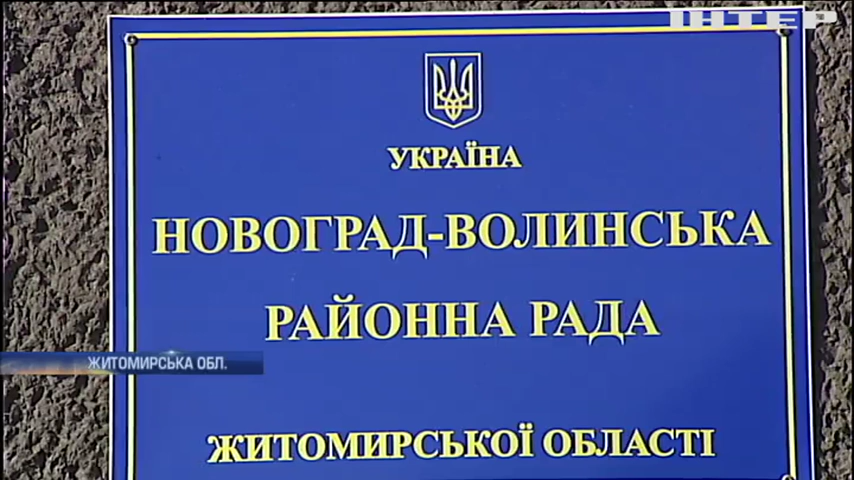 ІНТЕР
УКРАЇНА
НОВОГРАД-ВОЛИНСЬКА
РАЙОННА РАДА
ЖИТОМИРСЬКА ОБЛ.
ЖИТОМИРСЬКОЇ ОБЛАСТІ